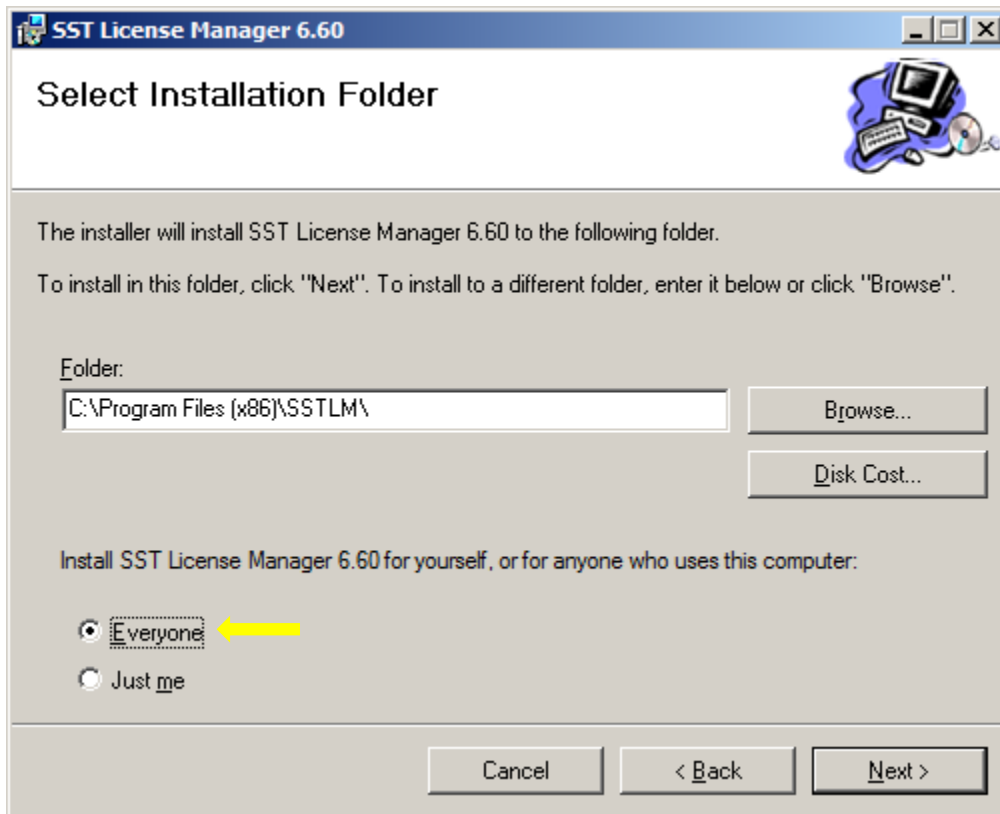 SST License Manager 6.60
Select Installation Folder
The installer will install SST License Manager 6.60 to the following folder.
To install in this folder, click "Next". To install to a different folder, enter it below or click "Browse".
Folder:
C:\Program Files (x86)\SSTLM\
Browse...
Disk Cost...
Install SST License Manager 6.60 for yourself, or for anyone who uses this computer:
Everyone
Just me
Cancel
< Back
Next >